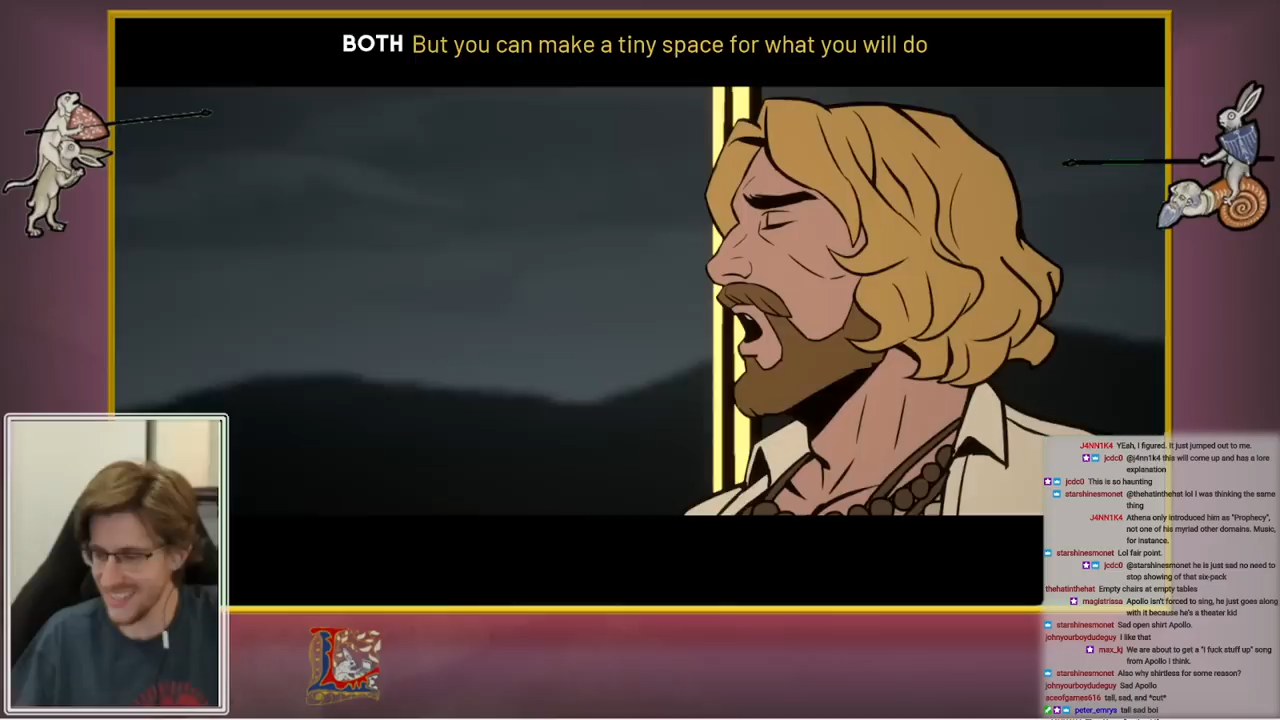 BOTH But you can make a tiny space for what you will do
J4NN1K4 YEah, I figured. It just jumped out to me.
jcdc0 @j4nn1k4 this will come up and has a lore
explanation
jcdc0 This is so haunting
starshinesmonet @thehatinthehat lol I was thinking the same
thing
J4NN1K4 Athena only introduced him as "Prophecy",
not one of his myriad other domains. Music,
for instance.
starshinesmonet Lol fair point.
jcdc0 @starshinesmonet he is just sad no need to
stop showing of that six-pack
thehatinthehat Empty chairs at empty tables
magistrissa Apollo isn't forced to sing, he just goes along
with it because he's a theater kid
starshinesmonet Sad open shirt Apollo.
johnyourboydudeguy I like that
max_kj We are about to get a "I fuck stuff up" song
from Apollo I think.
starshinesmonet Also why shirtless for some reason?
johnyourboydudeguy Sad Apollo
aceofgames616 tall, sad, and *cut*
peter_emrys tall sad boi